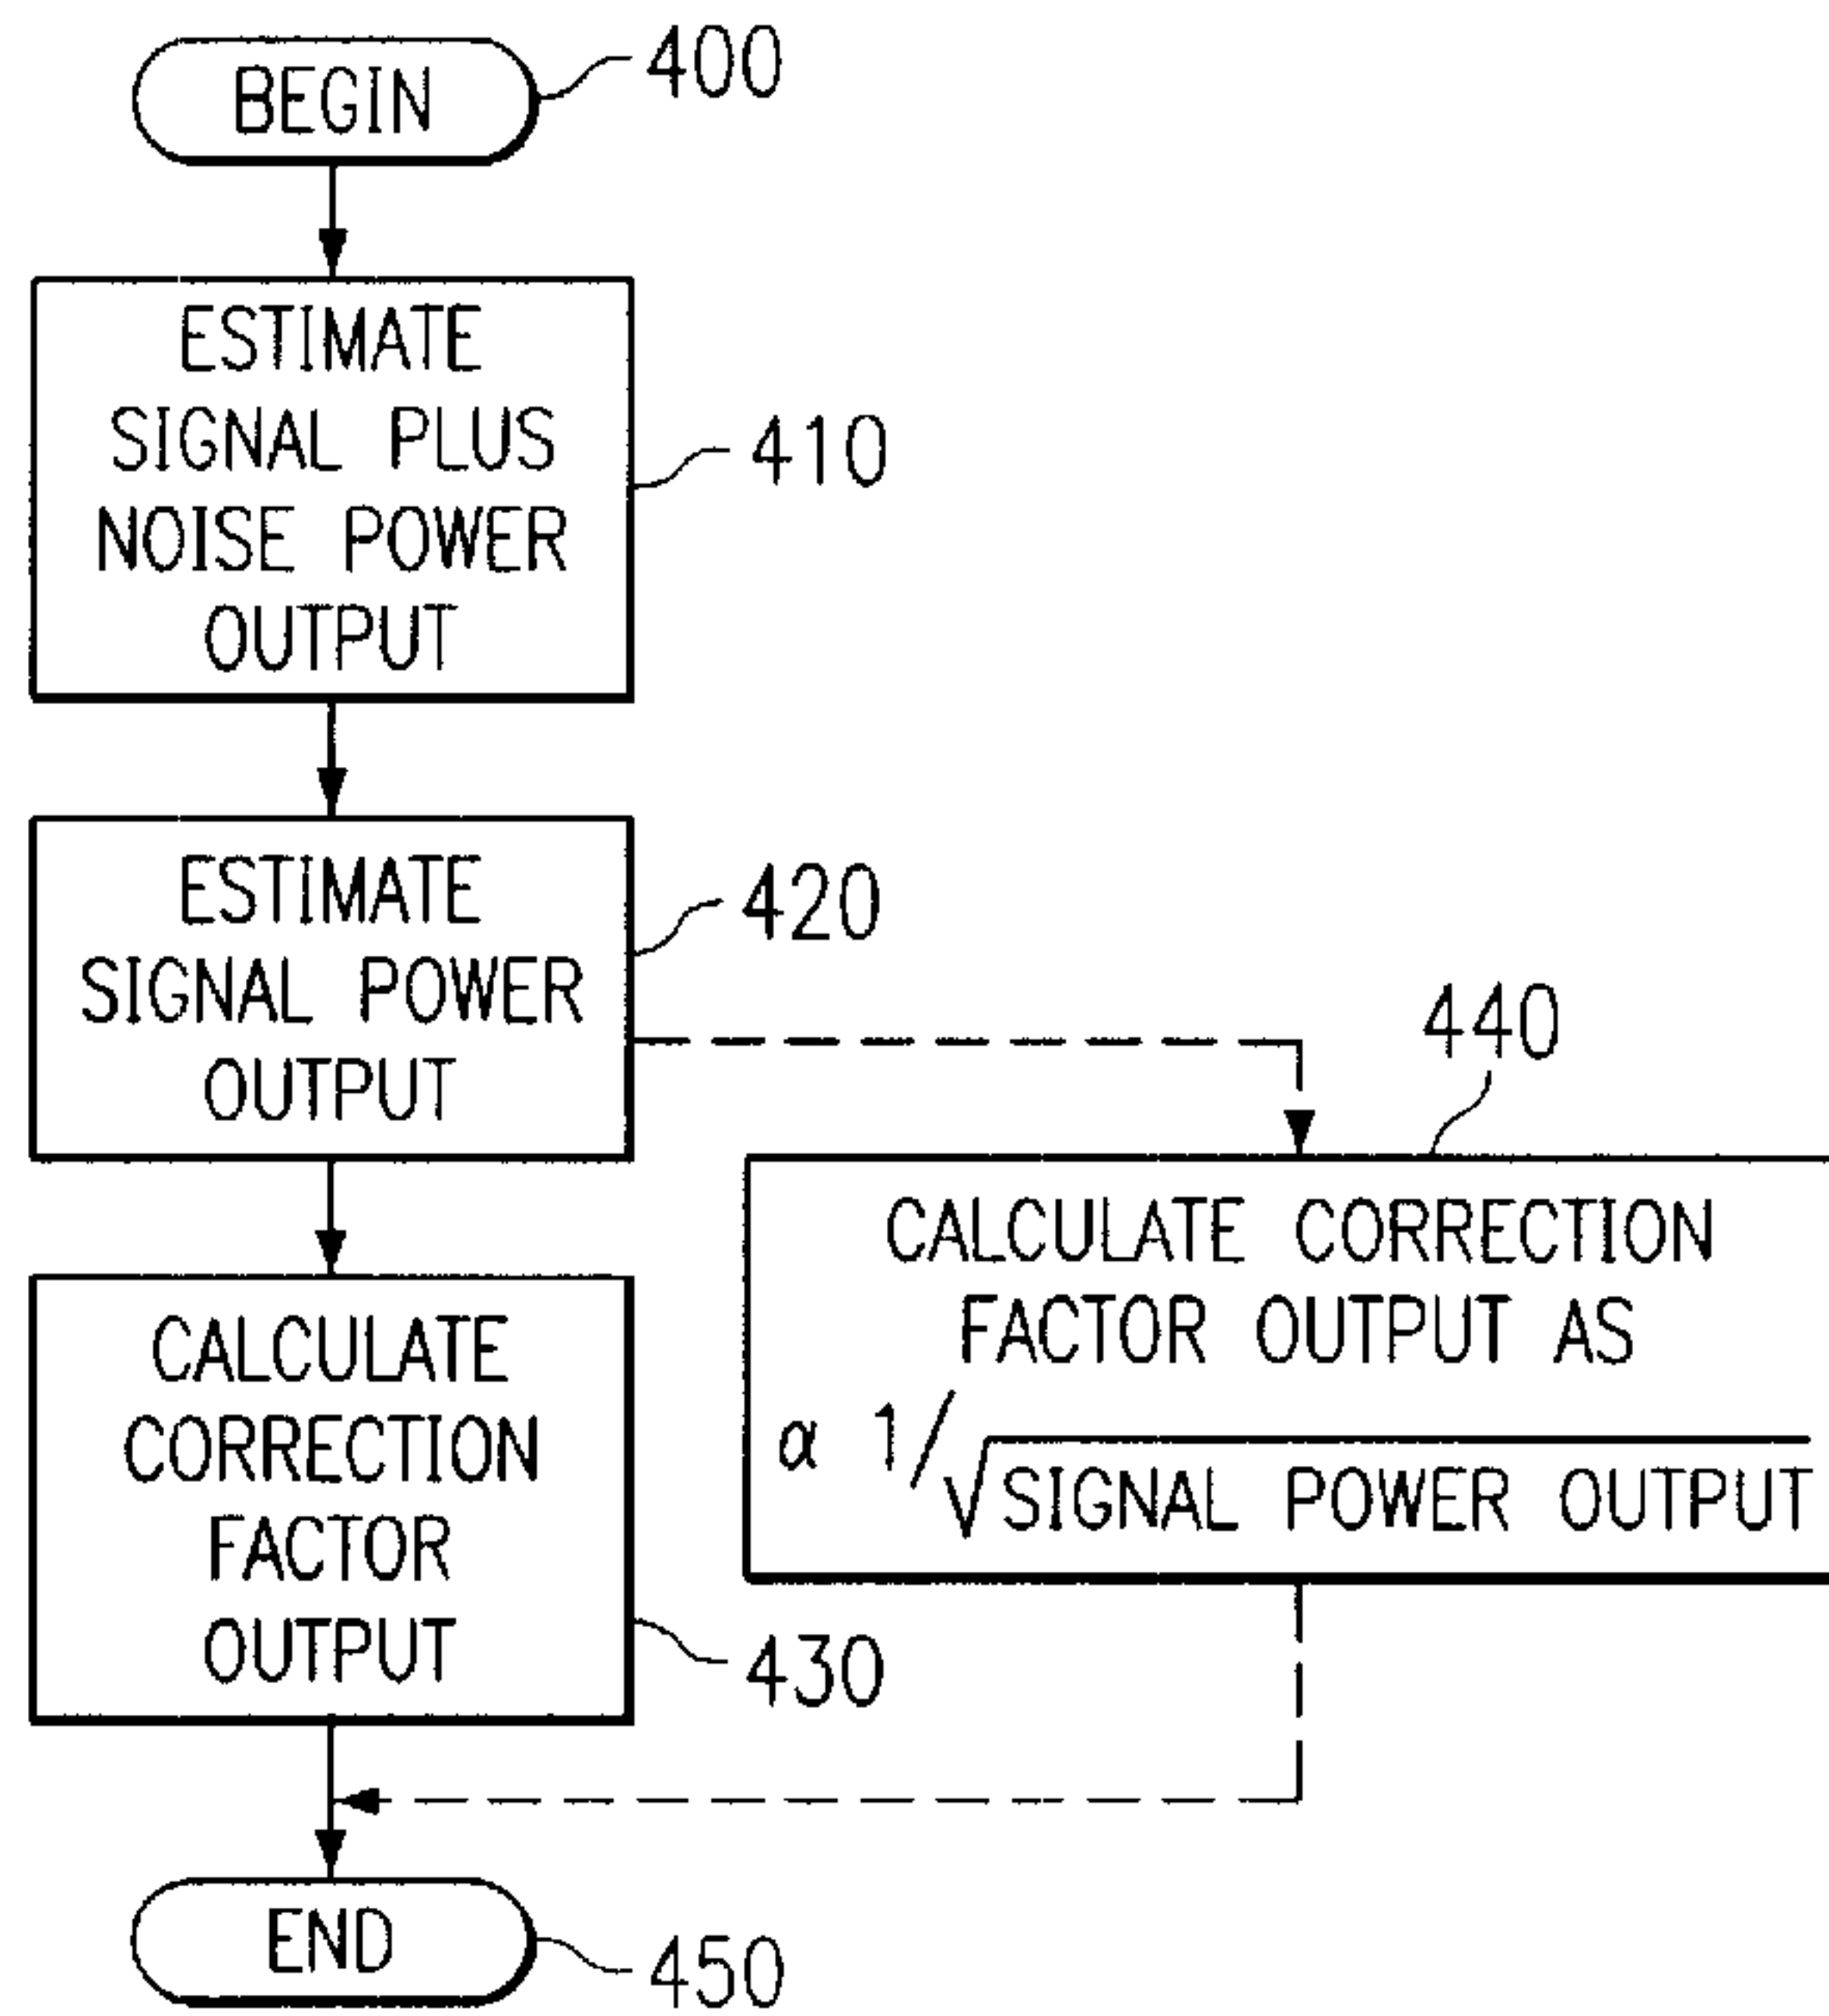 BEGIN
400
ESTIMATE
SIGNAL PLUS
NOISE POWER
OUTPUT
410
ESTIMATE
SIGNAL POWER
OUTPUT
420
440
CALCULATE CORRECTION
FACTOR OUTPUT AS
α 1/√SIGNAL POWER OUTPUT
CALCULATE
CORRECTION
FACTOR
OUTPUT
430
END
450